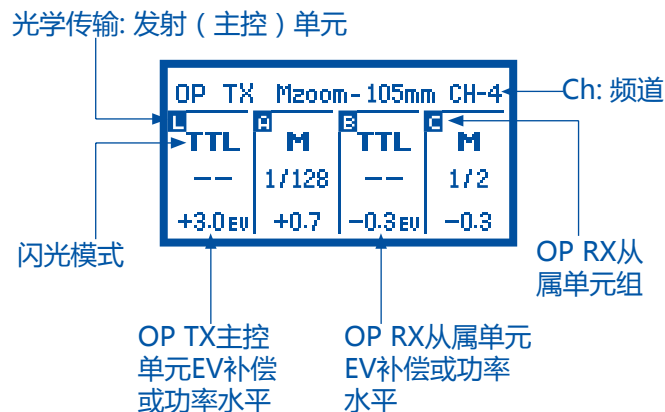 光学传输: 发射（主控）单元
OP TX Mzoom-105mm CH-4
Ch: 频道
L A B C
TTL M TTL M
-- 1/128 -- 1/2
+3.0EV +0.7 -0.3EV -0.3
闪光模式
OP RX从
属单元组
OP TX主控
单元EV补偿
或功率水平
OP RX从属单元
EV补偿或功率
水平